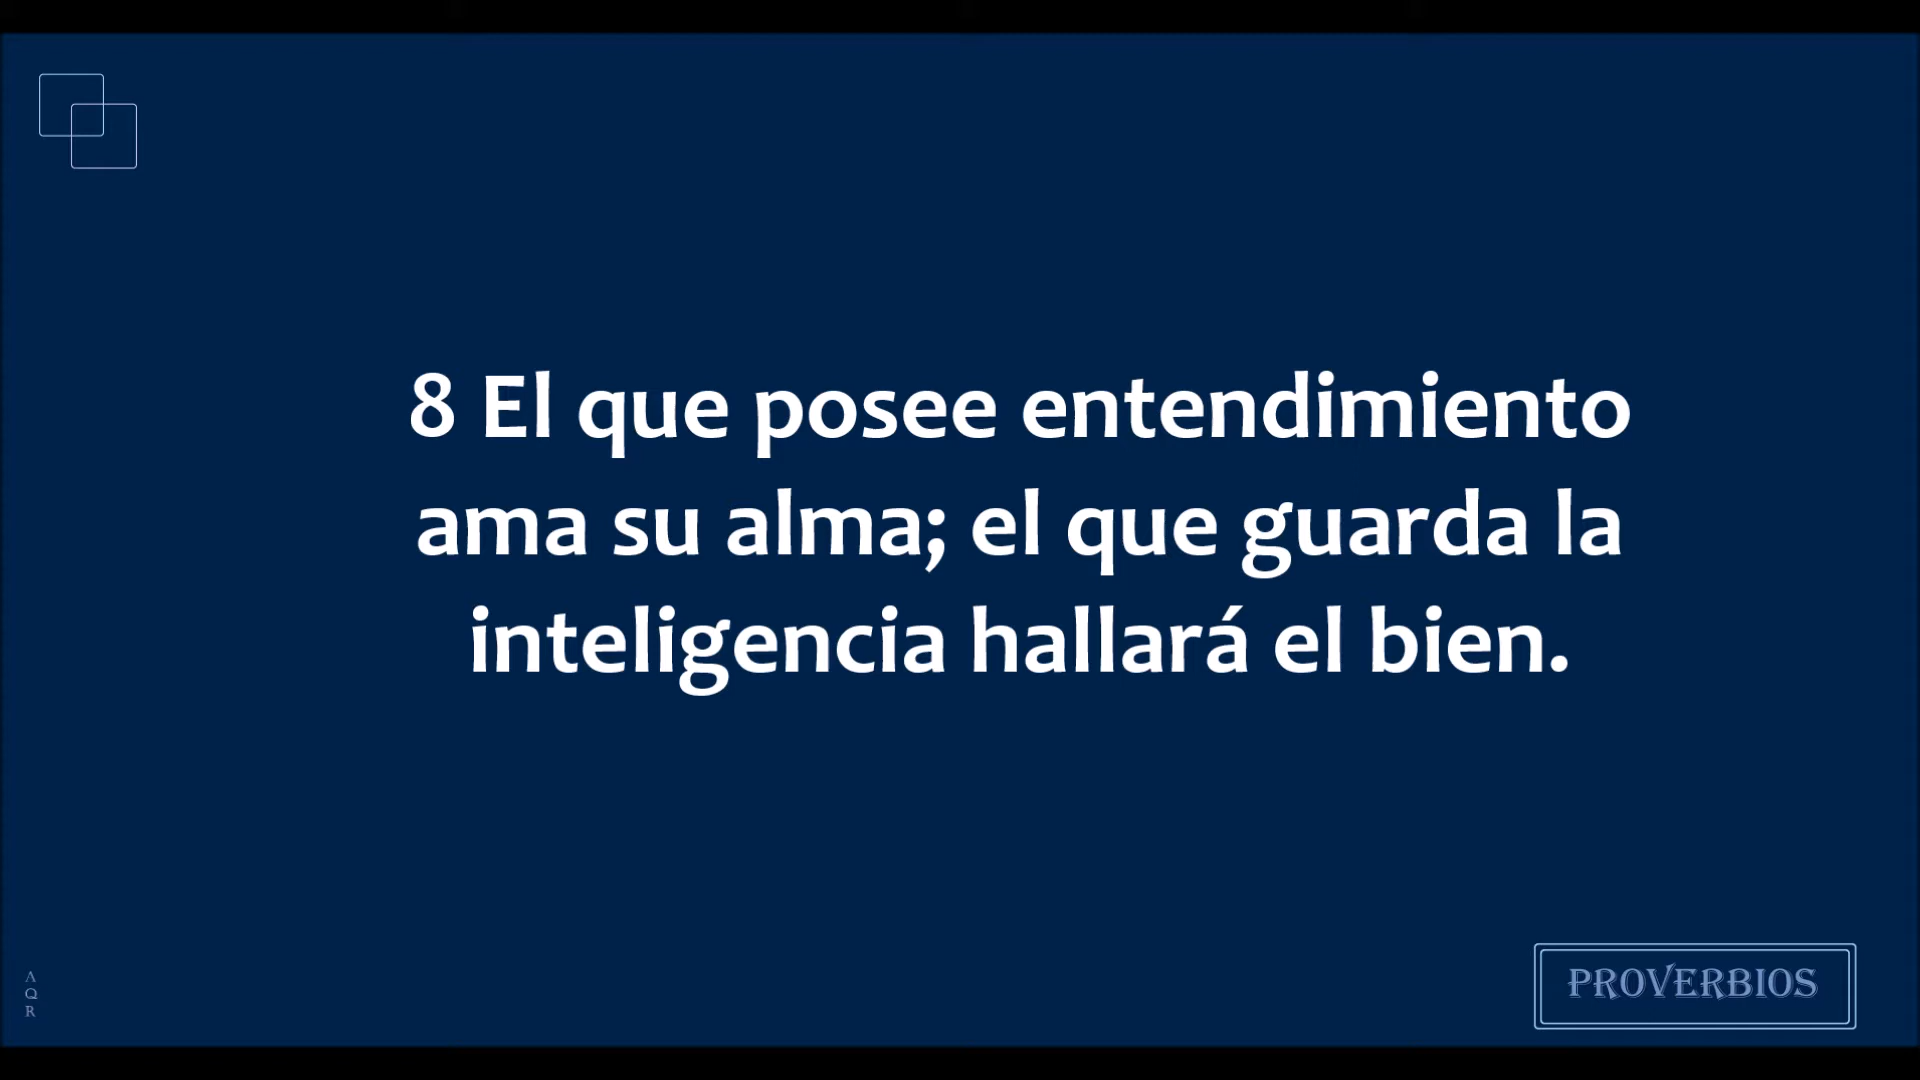 8 El que posee entendimiento
ama su alma; el que guarda la
inteligencia hallará el bien.
A
Q
R
PROVERBIOS